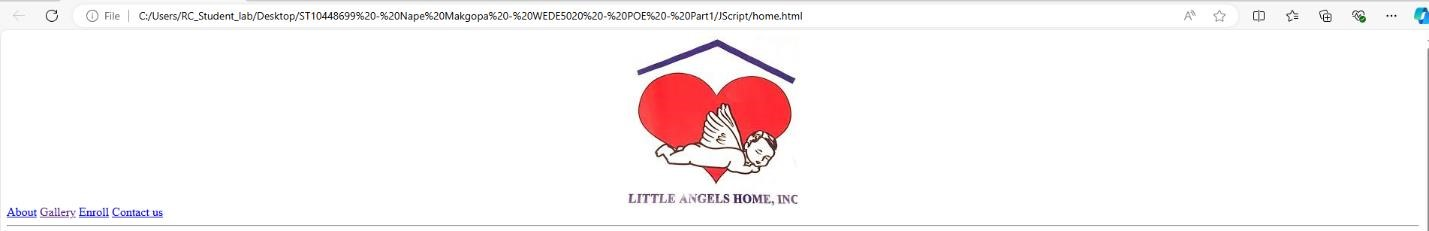 File C:/Users/RC_Student_lab/Desktop/ST10448699%20-%20Nape%20Makgopa%20-%20WEDE5020%20-%20POE%20-%20Part1/JScript/home.html
LITTLE ANGELS HOME, INC
About Gallery Enroll Contact us